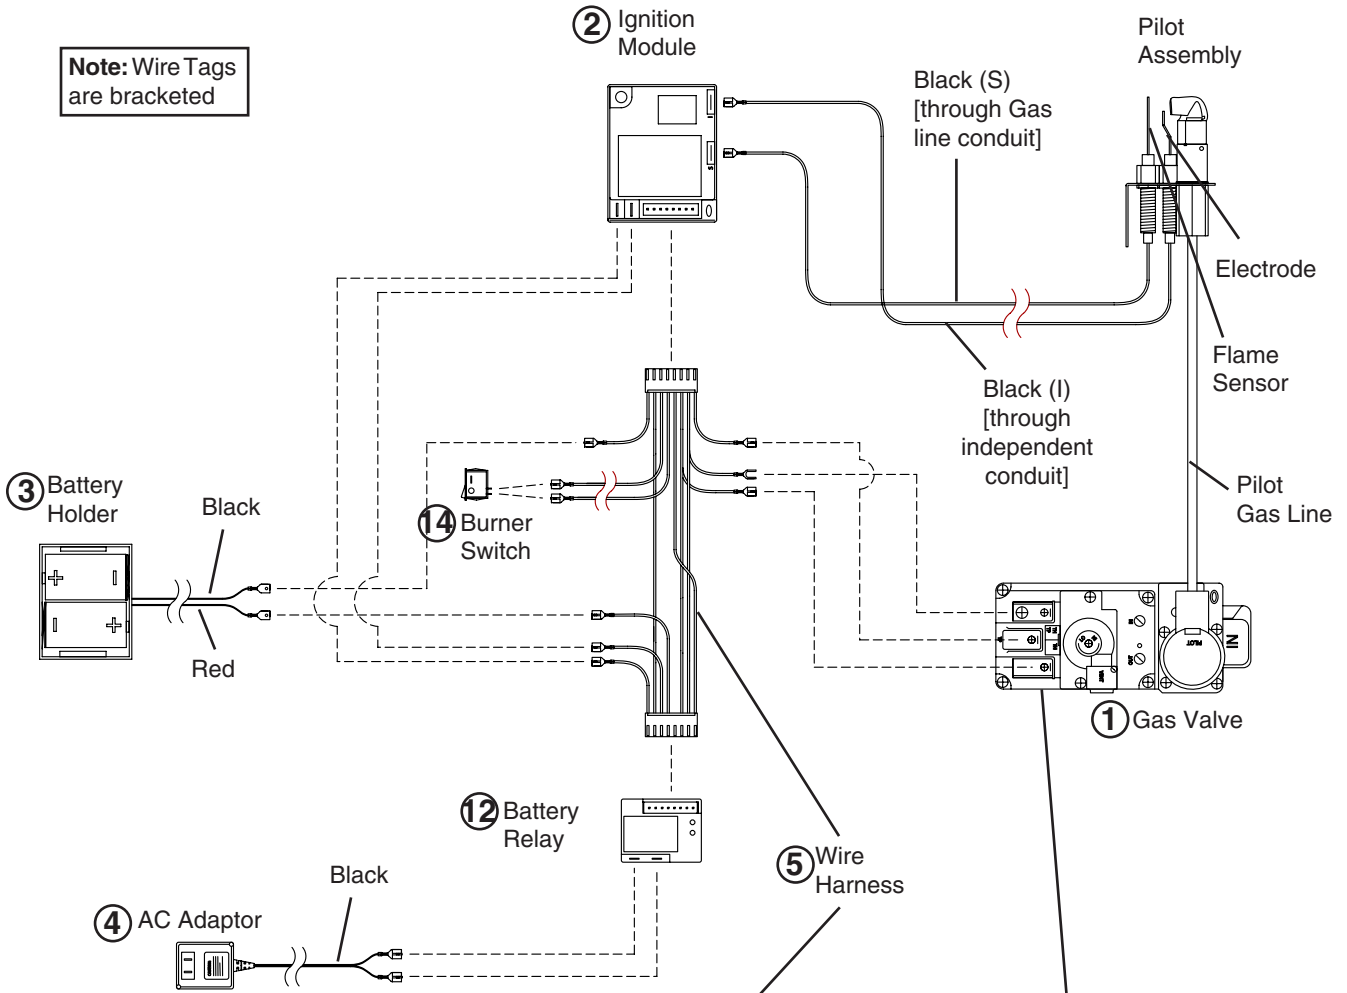 2 Ignition
Module
Pilot
Assembly
Note: Wire Tags
are bracketed
Black (S)
[through Gas
line conduit]
I
S
Electrode
Flame
Sensor
Black (I)
[through
independent
conduit]
3 Battery
Holder
Black
14 Burner
Switch
Pilot
Gas Line
Red
PILOT
IN
VENT
OUT
1 Gas Valve
12 Battery
Relay
5 Wire
Harness
Black
4 AC Adaptor